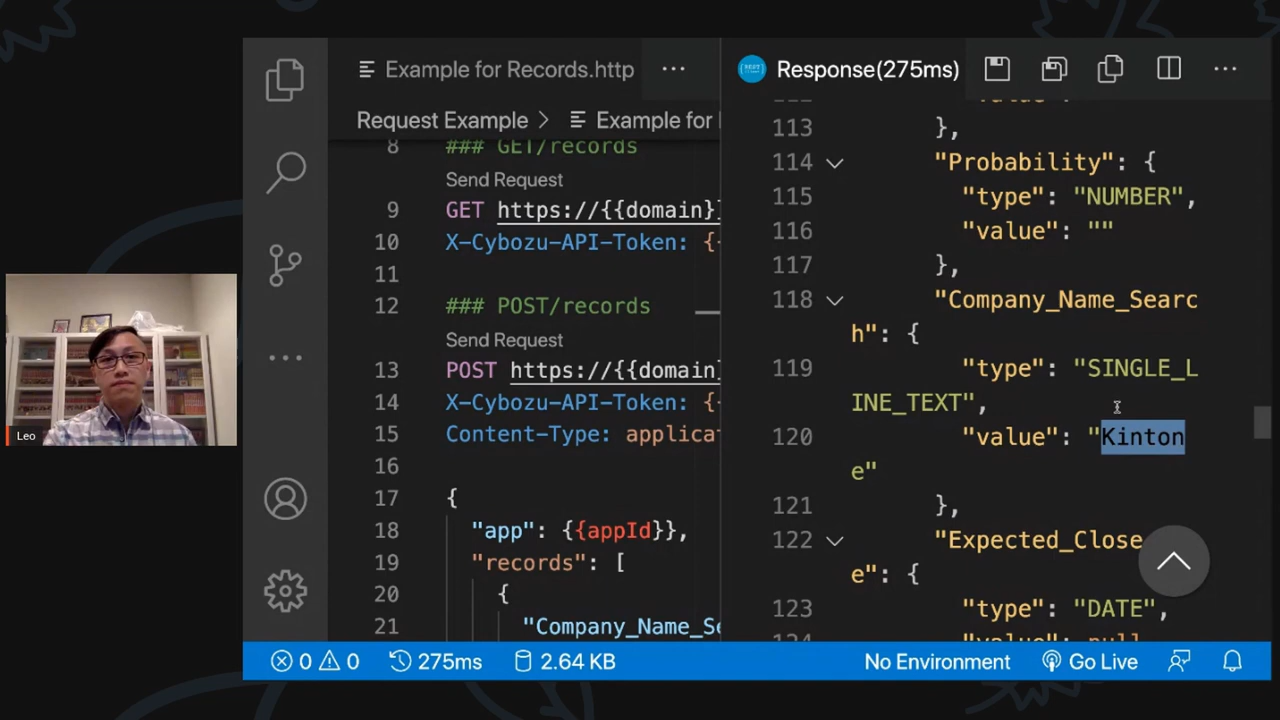 Example for Records.http
...
Response(275ms)
...
Request Example > Example for
8
### GET/records
Send Request
9
GET https://{{domain}}
10
X-Cybozu-API-Token: {
11
12
### POST/records
Send Request
13
POST https://{{domain}
14
X-Cybozu-API-Token: {
15
Content-Type: applicat
16
17
{
18
"app": {{appId}},
19
"records": [
20
{
21
"Company_Name_Se
113
},
114
"Probability": {
115
"type": "NUMBER",
116
"value": ""
117
},
118
"Company_Name_Searc
h": {
119
"type": "SINGLE_L
INE_TEXT",
120
"value": "Kinton
e"
121
},
122
"Expected_Close
e": {
123
"type": "DATE",
Leo
0 0 275ms 2.64 KB
No Environment Go Live